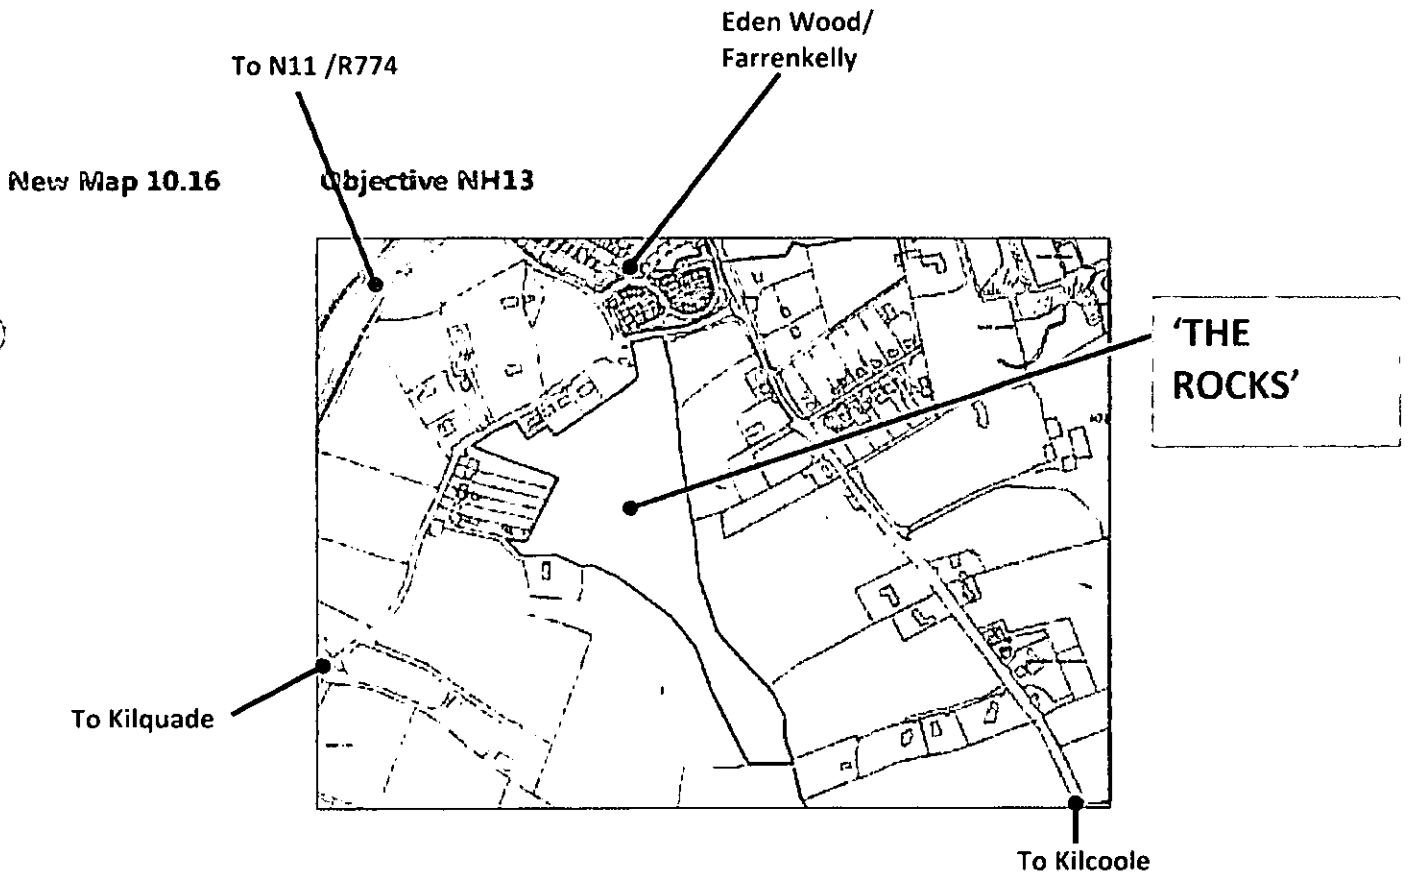 Eden Wood/
Farrenkelly
To N11 /R774
New Map 10.16 Objective NH13
'THE
ROCKS'
To Kilquade
To Kilcoole